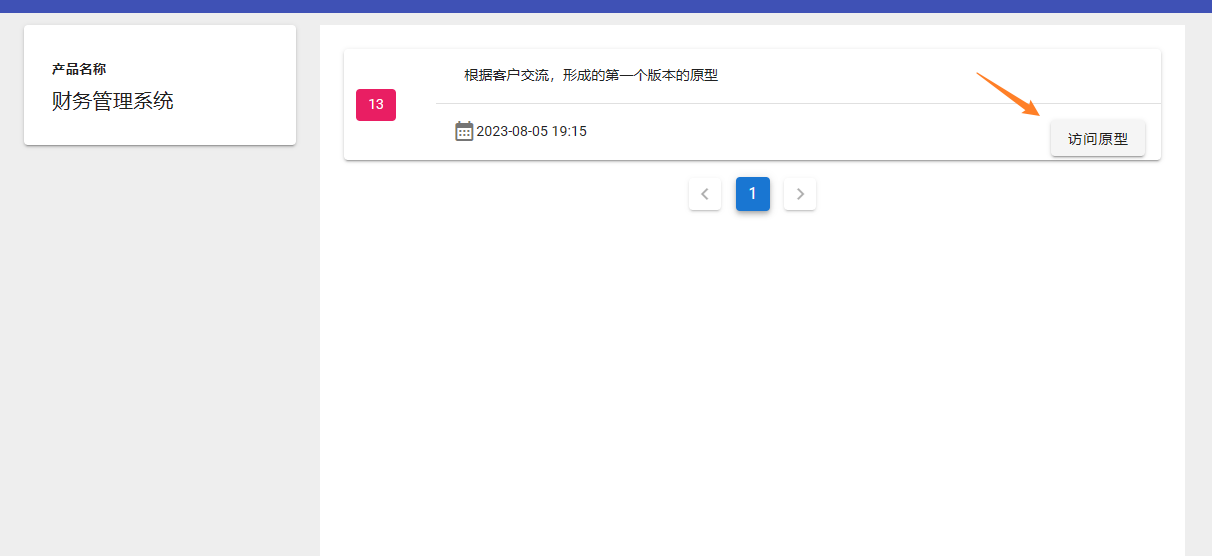 产品名称
财务管理系统
13
根据客户交流，形成的第一个版本的原型
2023-08-05 19:15
访问原型
1